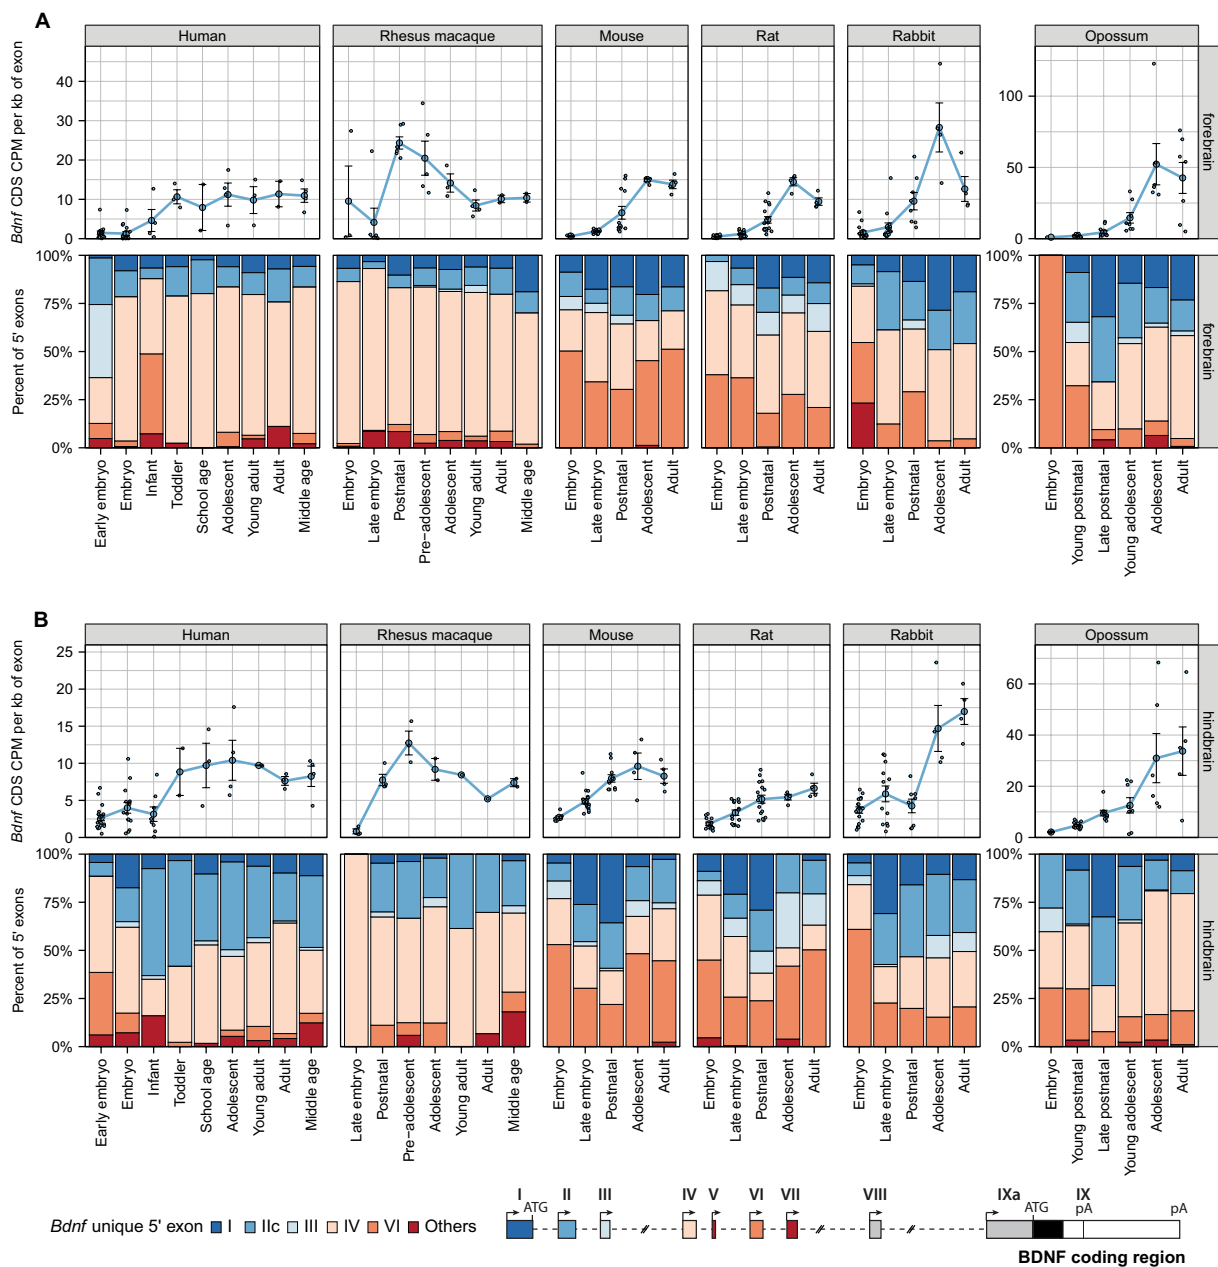 A
Human Rhesus macaque Mouse Rat Rabbit Opossum
Bdnf CDS CPM per kb of exon
40
30
20
10
0
100
50
0
forebrain
Percent of 5' exons
100%
75%
50%
25%
0%
100%
75%
50%
25%
0%
forebrain
Early embryo Embryo Infant Toddler School age Adolescent Young adult Adult Middle age
Embryo Late embryo Postnatal Pre-adolescent Adolescent Young adult Adult Middle age
Embryo Late embryo Postnatal Adolescent Adult
Embryo Late embryo Postnatal Adolescent Adult
Embryo Late embryo Postnatal Adolescent Adult
Embryo Young postnatal Late postnatal Young adolescent Adolescent Adult
B
Human Rhesus macaque Mouse Rat Rabbit Opossum
Bdnf CDS CPM per kb of exon
25
20
15
10
5
0
60
40
20
0
hindbrain
Percent of 5' exons
100%
75%
50%
25%
0%
100%
75%
50%
25%
0%
hindbrain
Early embryo Embryo Infant Toddler School age Adolescent Young adult Adult Middle age
Late embryo Postnatal Pre-adolescent Adolescent Young adult Adult Middle age
Embryo Late embryo Postnatal Adolescent Adult
Embryo Late embryo Postnatal Adolescent Adult
Embryo Late embryo Postnatal Adolescent Adult
Embryo Young postnatal Late postnatal Young adolescent Adolescent Adult
Bdnf unique 5' exon I IIc III IV VI Others
I II III IV V VI VII VIII IXa IX
ATG ATG pA pA
BDNF coding region